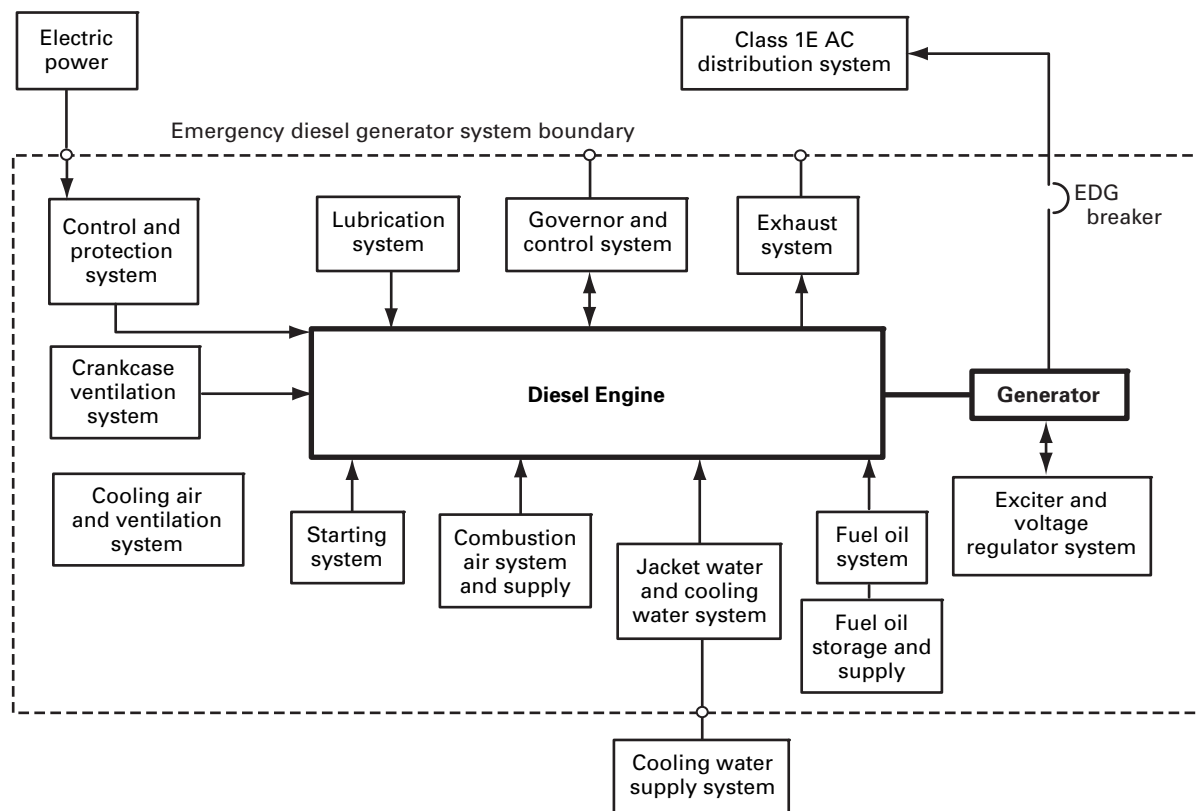 Electric
power
Class 1E AC
distribution system
Emergency diesel generator system boundary
Control and
protection
system
Lubrication
system
Governor and
control system
Exhaust
system
EDG
breaker
Crankcase
ventilation
system
Diesel Engine
Generator
Cooling air
and ventilation
system
Starting
system
Combustion
air system
and supply
Jacket water
and cooling
water system
Fuel oil
system
Exciter and
voltage
regulator system
Fuel oil
storage and
supply
Cooling water
supply system